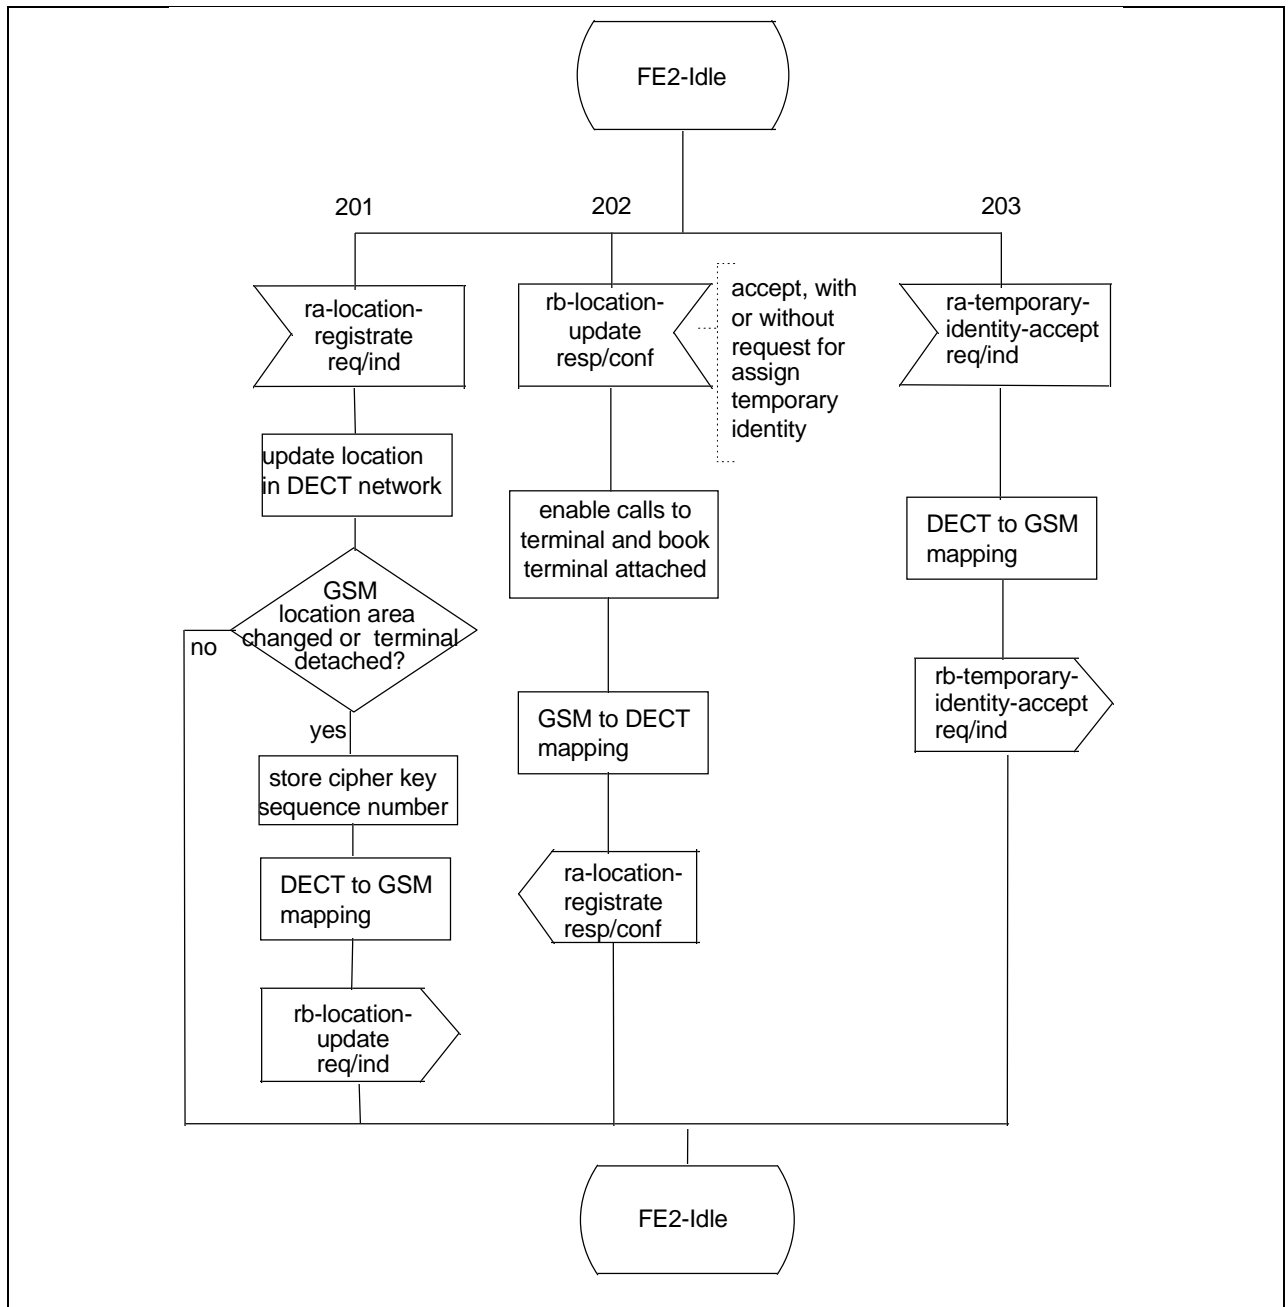 FE2-Idle
201
202
203
ra-location-
registrate
req/ind
rb-location-
update
resp/conf
accept, with
or without
request for
assign
temporary
identity
ra-temporary-
identity-accept
req/ind
update location
in DECT network
enable calls to
terminal and book
terminal attached
DECT to GSM
mapping
GSM
location area
changed or terminal
detached?
no
yes
rb-temporary-
identity-accept
req/ind
GSM to DECT
mapping
store cipher key
sequence number
DECT to GSM
mapping
ra-location-
registrate
resp/conf
rb-location-
update
req/ind
FE2-Idle